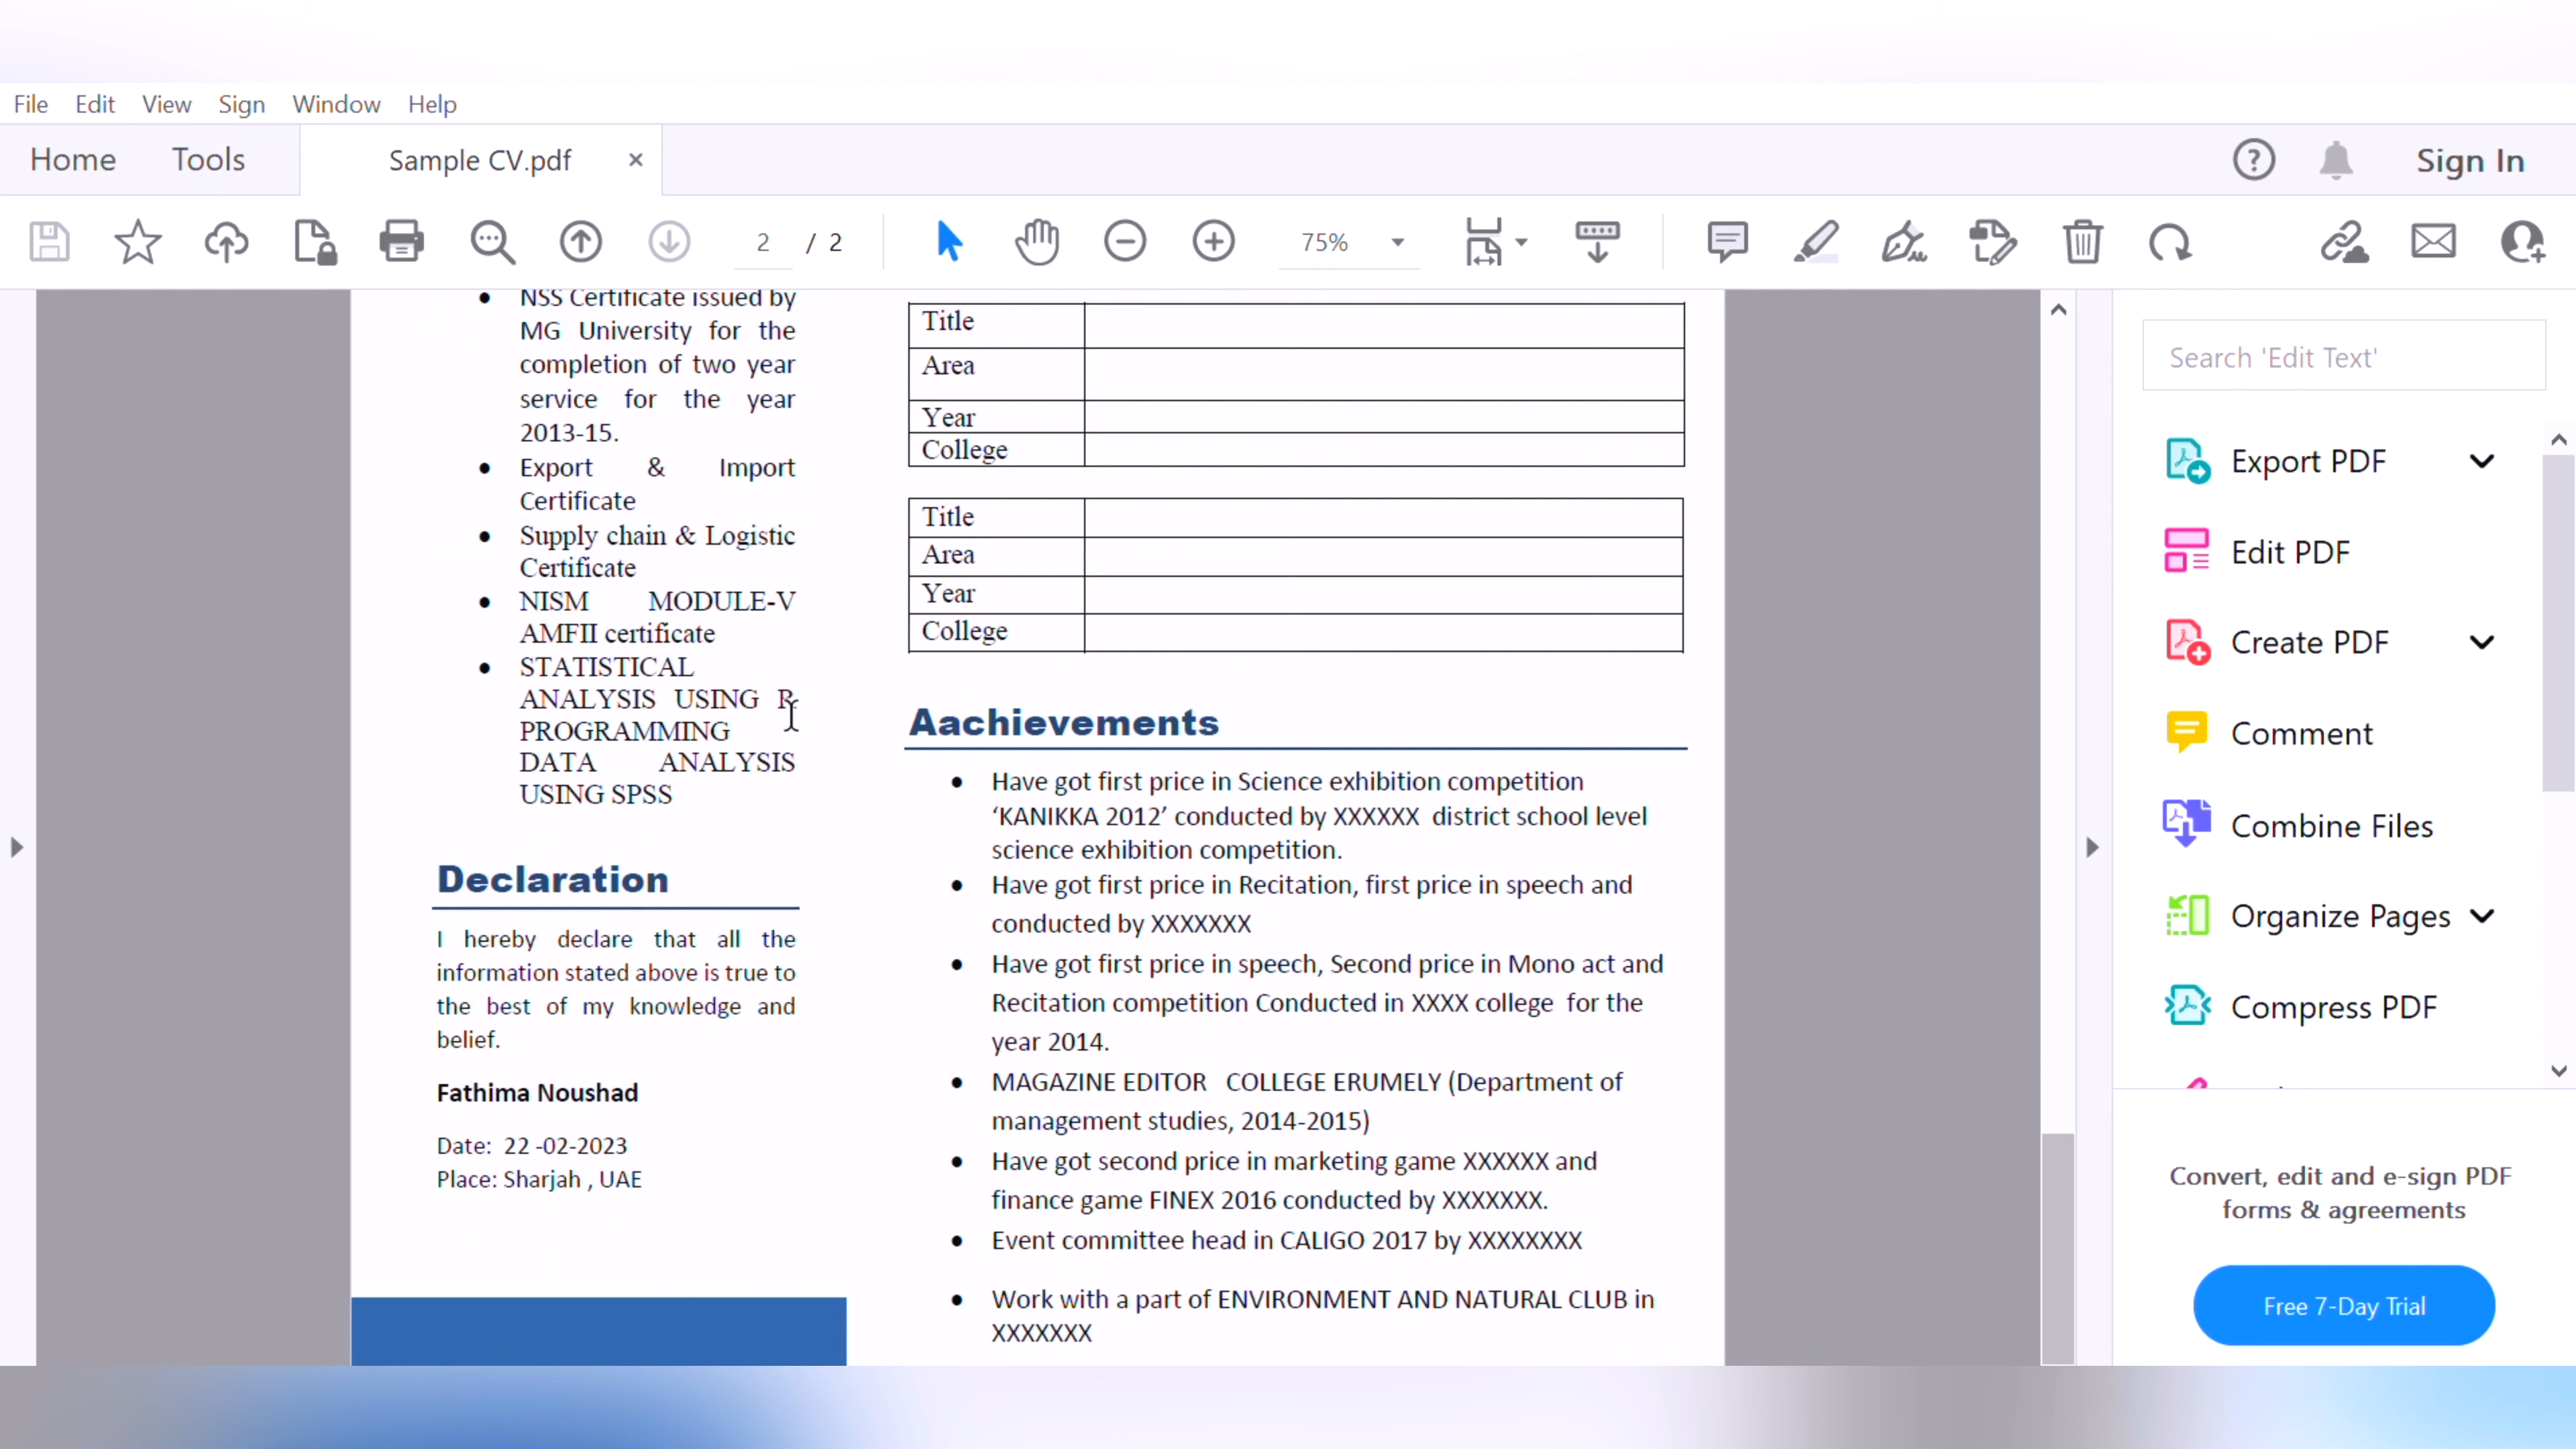 File Edit View Sign Window Help
Home Tools Sample CV.pdf × Sign In
2 / 2 75%
NSS Certificate issued by
MG University for the
completion of two year
service for the year
2013-15.
• Export & Import
Certificate
• Supply chain & Logistic
Certificate
• NISM MODULE-V
AMFII certificate
• STATISTICAL
ANALYSIS USING R
PROGRAMMING
DATA ANALYSIS
USING SPSS
Declaration
I hereby declare that all the
information stated above is true to
the best of my knowledge and
belief.
Fathima Noushad
Date: 22 -02-2023
Place: Sharjah , UAE
Title
Area
Year
College
Title
Area
Year
College
Aachievements
• Have got first price in Science exhibition competition
‘KANIKKA 2012’ conducted by XXXXXX district school level
science exhibition competition.
• Have got first price in Recitation, first price in speech and
conducted by XXXXXXX
• Have got first price in speech, Second price in Mono act and
Recitation competition Conducted in XXXX college for the
year 2014.
• MAGAZINE EDITOR COLLEGE ERUMELY (Department of
management studies, 2014-2015)
• Have got second price in marketing game XXXXXX and
finance game FINEX 2016 conducted by XXXXXXX.
• Event committee head in CALIGO 2017 by XXXXXXXX
• Work with a part of ENVIRONMENT AND NATURAL CLUB in
XXXXXXX
Search 'Edit Text'
Export PDF
Edit PDF
Create PDF
Comment
Combine Files
Organize Pages
Compress PDF
Convert, edit and e-sign PDF
forms & agreements
Free 7-Day Trial